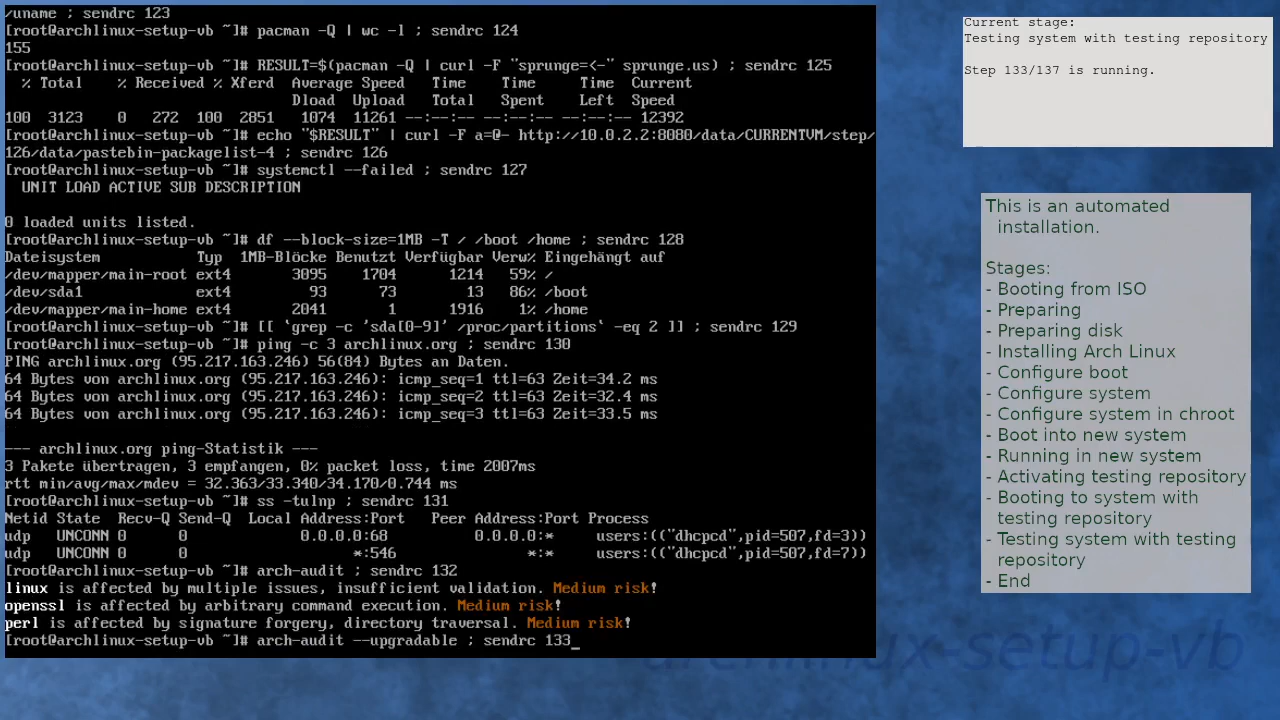 /uname ; sendrc 123
[root@archlinux-setup-vb ~]# pacman -Q | wc -l ; sendrc 124
155
[root@archlinux-setup-vb ~]# RESULT=$(pacman -Q | curl -F "sprunge=<-" sprunge.us) ; sendrc 125
% Total % Received % Xferd Average Speed Time Time Time Current
Dload Upload Total Spent Left Speed
100 3123 0 272 100 2851 1074 11261 --:--:-- --:--:-- --:--:-- 12392
[root@archlinux-setup-vb ~]# echo "$RESULT" | curl -F a=@- http://10.0.2.2:8080/data/CURRENTVM/step/
126/data/pastebin-packagelist-4 ; sendrc 126
[root@archlinux-setup-vb ~]# systemctl --failed ; sendrc 127
UNIT LOAD ACTIVE SUB DESCRIPTION
0 loaded units listed.
[root@archlinux-setup-vb ~]# df --block-size=1MB -T / /boot /home ; sendrc 128
Dateisystem Typ 1MB-Blöcke Benutzt Verfügbar Verw% Eingehängt auf
/dev/mapper/main-root ext4 3095 1704 1214 59% /
/dev/sda1 ext4 93 73 13 86% /boot
/dev/mapper/main-home ext4 2041 1 1916 1% /home
[root@archlinux-setup-vb ~]# [[ `grep -c 'sda[0-9]' /proc/partitions` -eq 2 ]] ; sendrc 129
[root@archlinux-setup-vb ~]# ping -c 3 archlinux.org ; sendrc 130
PING archlinux.org (95.217.163.246) 56(84) Bytes an Daten.
64 Bytes von archlinux.org (95.217.163.246): icmp_seq=1 ttl=63 Zeit=34.2 ms
64 Bytes von archlinux.org (95.217.163.246): icmp_seq=2 ttl=63 Zeit=32.4 ms
64 Bytes von archlinux.org (95.217.163.246): icmp_seq=3 ttl=63 Zeit=33.5 ms
--- archlinux.org ping-Statistik ---
3 Pakete übertragen, 3 empfangen, 0% packet loss, time 2007ms
rtt min/avg/max/mdev = 32.363/33.340/34.170/0.744 ms
[root@archlinux-setup-vb ~]# ss -tulnp ; sendrc 131
Netid State Recv-Q Send-Q Local Address:Port Peer Address:Port Process
udp UNCONN 0 0 0.0.0.0:68 0.0.0.0:* users:(("dhcpcd",pid=507,fd=3))
udp UNCONN 0 0 *:546 *:* users:(("dhcpcd",pid=507,fd=7))
[root@archlinux-setup-vb ~]# arch-audit ; sendrc 132
linux is affected by multiple issues, insufficient validation. Medium risk!
openssl is affected by arbitrary command execution. Medium risk!
perl is affected by signature forgery, directory traversal. Medium risk!
[root@archlinux-setup-vb ~]# arch-audit --upgradable ; sendrc 133_
Current stage:
Testing system with testing repository
Step 133/137 is running.
This is an automated
installation.
Stages:
- Booting from ISO
- Preparing
- Preparing disk
- Installing Arch Linux
- Configure boot
- Configure system
- Configure system in chroot
- Boot into new system
- Running in new system
- Activating testing repository
- Booting to system with
testing repository
- Testing system with testing
repository
- End
archlinux-setup-vb